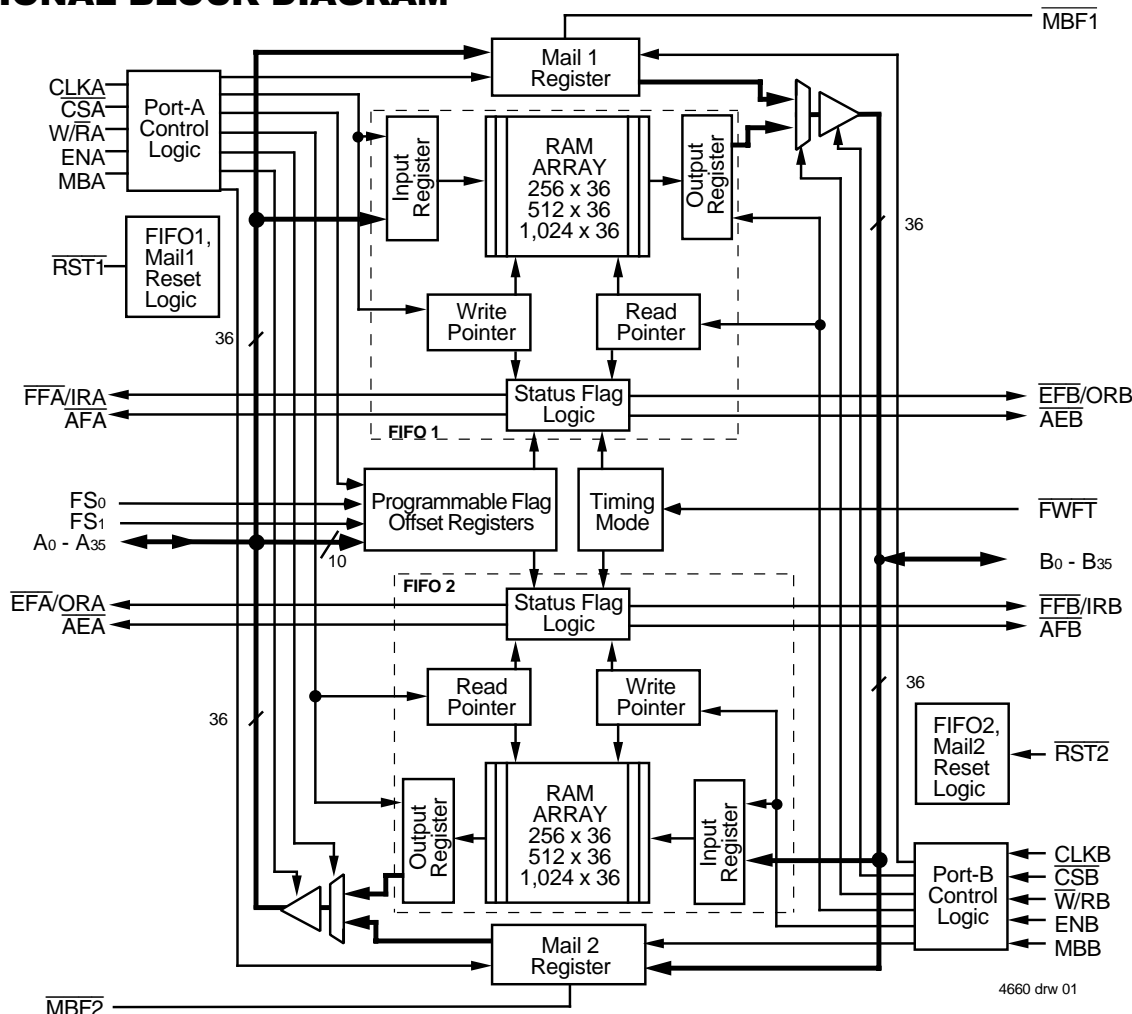 IONAL BLOCK DIAGRAM
MBF1
Mail 1
Register
CLKA
CSA
W/RA
ENA
MBA
Port-A
Control
Logic
Input
Register
RAM
ARRAY
256 x 36
512 x 36
1,024 x 36
Output
Register
36
RST1
FIFO1,
Mail1
Reset
Logic
36
Write
Pointer
Read
Pointer
FFA/IRA
AFA
Status Flag
Logic
EFB/ORB
AEB
FIFO 1
FS0
FS1
A0 - A35
Programmable Flag
Offset Registers
10
Timing
Mode
FWFT
B0 - B35
FIFO 2
EFA/ORA
AEA
Status Flag
Logic
FFB/IRB
AFB
36
Read
Pointer
Write
Pointer
36
FIFO2,
Mail2
Reset
Logic
RST2
Output
Register
RAM
ARRAY
256 x 36
512 x 36
1,024 x 36
Input
Register
Port-B
Control
Logic
CLKB
CSB
W/RB
ENB
MBB
Mail 2
Register
MBF2
4660 drw 01